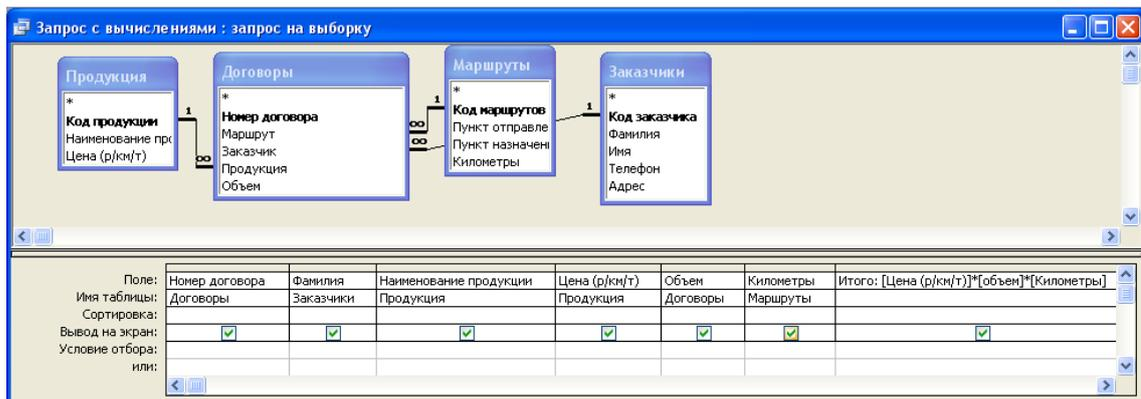 Запрос с вычислениями : запрос на выборку
Продукция
*
Код продукции
Наименование про
Цена (р/км/т)
1
∞
Договоры
*
Номер договора
Маршрут
Заказчик
Продукция
Объем
∞
∞
1
Маршруты
*
Код маршрутов
Пункт отправле
Пункт назначени
Километры
1
Заказчики
*
Код заказчика
Фамилия
Имя
Телефон
Адрес
Поле: Номер договора Фамилия Наименование продукции Цена (р/км/т) Объем Километры Итого: [Цена (р/км/т)]*[объем]*[Километры]
Имя таблицы: Договоры Заказчики Продукция Продукция Договоры Маршруты
Сортировка:
Вывод на экран:
Условие отбора:
или: